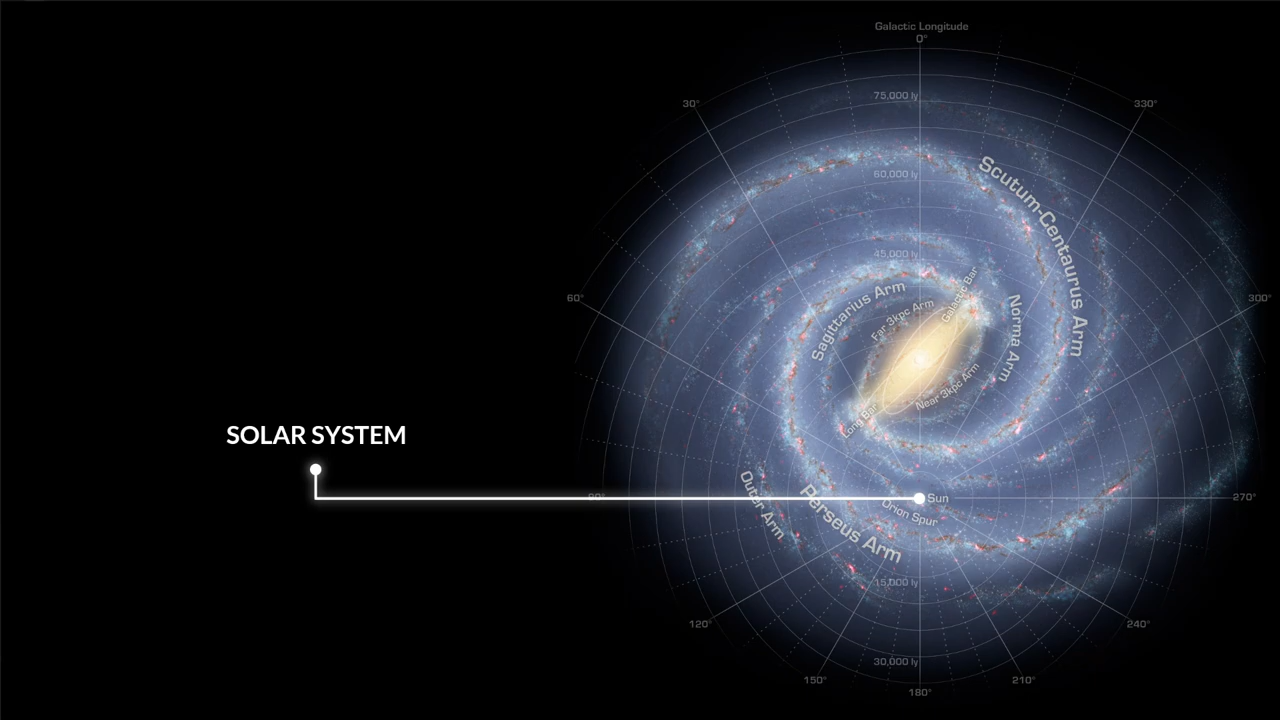 Galactic Longitude
0°
30°
330°
75,000 ly
60,000 ly
Scutum-Centaurus Arm
45,000 ly
Galactic Bar
Sagittarius Arm
Far 3kpc Arm
Norma Arm
60°
300°
Near 3kpc Arm
Long Bar
SOLAR SYSTEM
90°
Sun
270°
Outer Arm
Perseus Arm
Orion Spur
15,000 ly
120°
240°
30,000 ly
150°
210°
180°